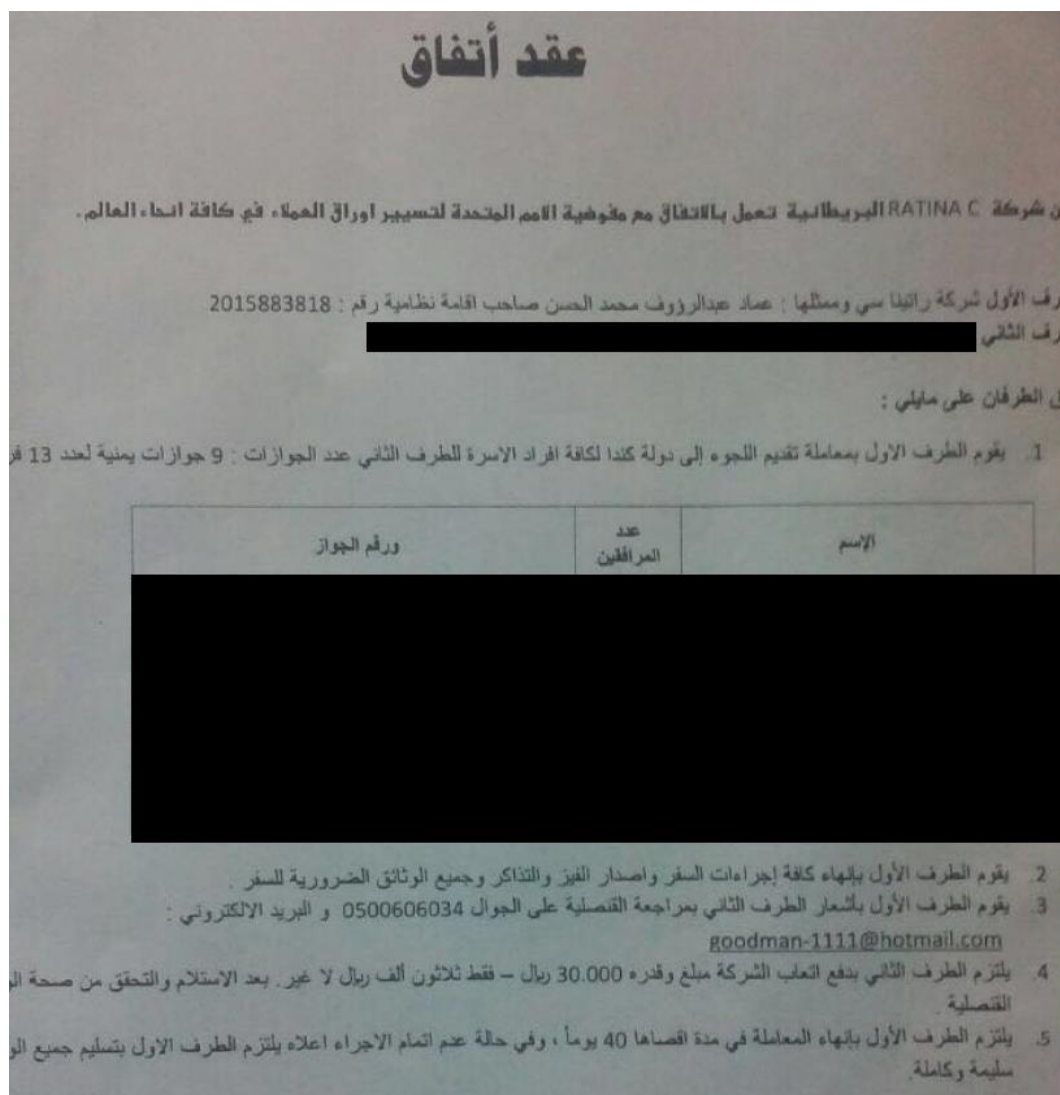 عقد أتفاق
شركة RATINA C البريطانية تعمل بالاتفاق مع مفوضية الامم المتحدة لتسيير اوراق العملاء في كافة انحاء العالم.
الأول شركة راتينا سي وممثلها : عماد عبدالرؤوف محمد الحسن صاحب اقامة نظامية رقم : 2015883818
الثاني
الطرفان على مايلي :
1. يقوم الطرف الاول بمعاملة تقديم اللجوء إلى دولة كندا لكافة افراد الاسرة للطرف الثاني عدد الجوازات : 9 جوازات يمنية لعدد 13
الاسم عدد المرافقين ورقم الجواز
2. يقوم الطرف الأول بإنهاء كافة إجراءات السفر واصدار الفيز والتذاكر وجميع الوثائق الضرورية للسفر .
3. يقوم الطرف الأول بأشعار الطرف الثاني بمراجعة القنصلية على الجوال 0500606034 و البريد الالكتروني :
goodman-1111@hotmail.com
4. يلتزم الطرف الثاني بدفع اتعاب الشركة مبلغ وقدره 30.000 ريال – فقط ثلاثون ألف ريال لا غير. بعد الاستلام والتحقق من صحة
القنصلية .
5. يلتزم الطرف الأول بإنهاء المعاملة في مدة اقصاها 40 يوماً ، وفي حالة عدم اتمام الاجراء اعلاه يلتزم الطرف الاول بتسليم جميع
سليمة وكاملة.